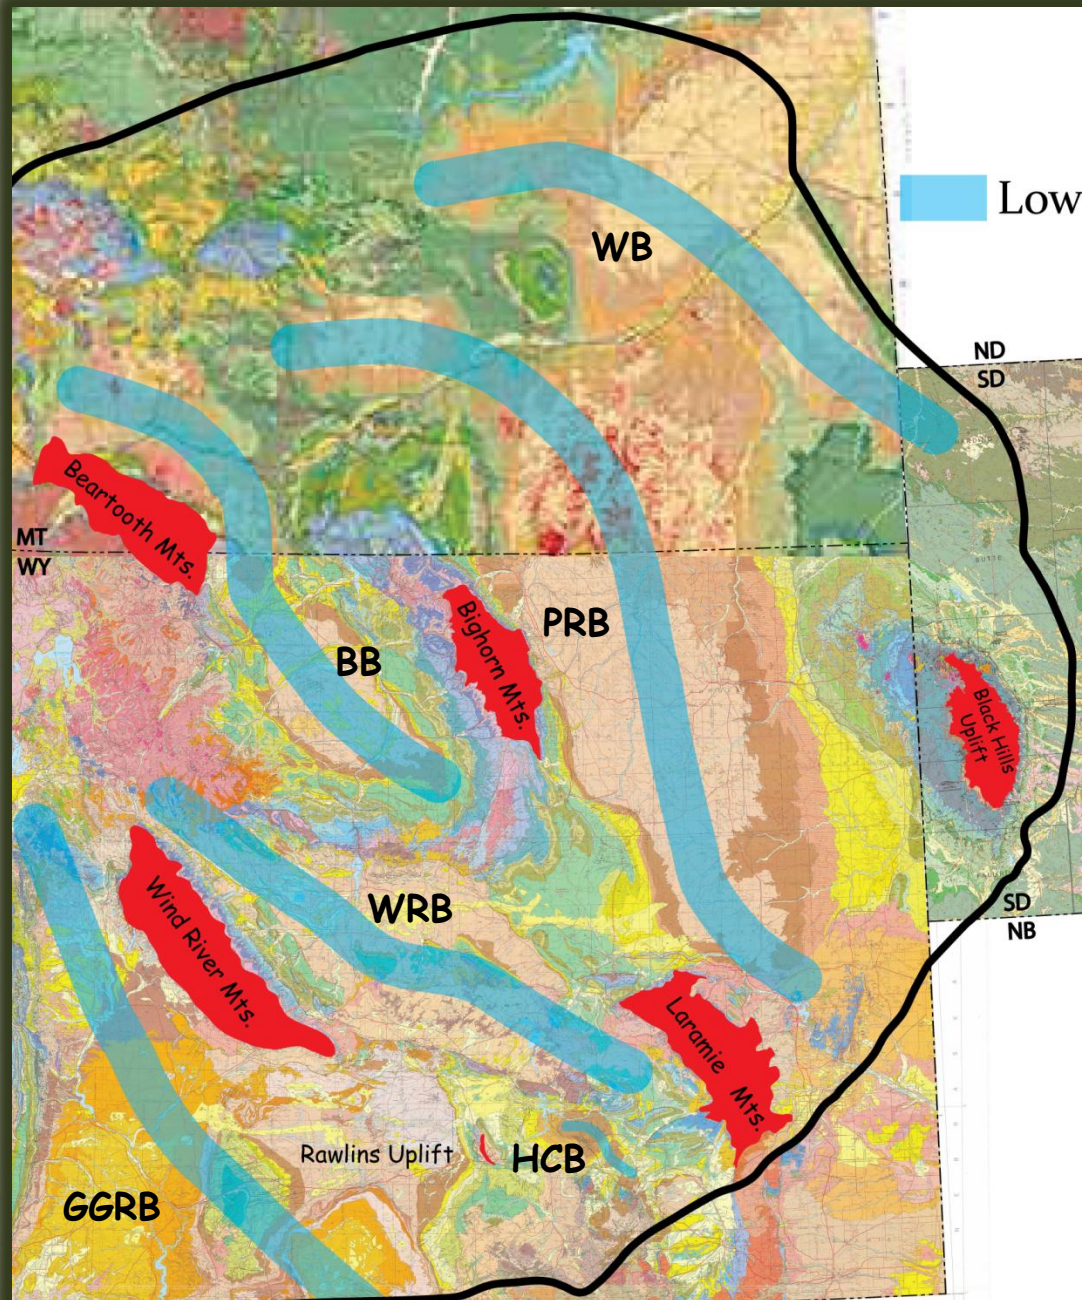 WB
Low
ND
SD
Beartooth Mts.
MT
WY
Bighorn Mts.
PRB
BB
Black Hills
Uplift
Wind River Mts.
WRB
SD
NB
Laramie Mts.
Rawlins Uplift
HCB
GGRB